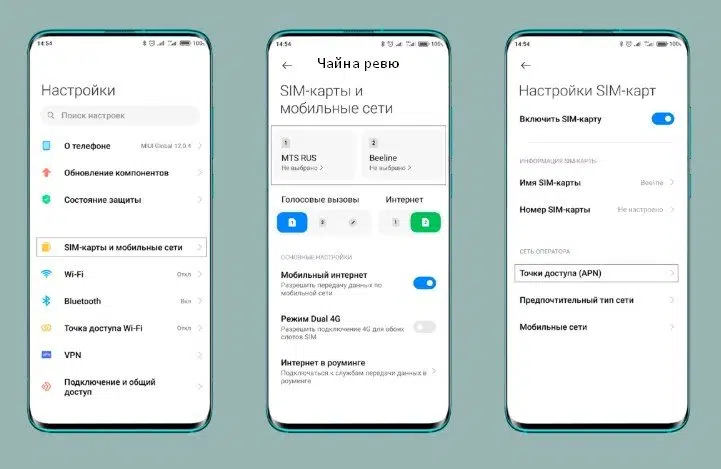 14:54
100%
Настройки
Поиск настроек
О телефоне
MIUI Global 12.0.4
Обновление компонентов
Состояние защиты
SIM-карты и мобильные сети
Wi-Fi
Откл
Bluetooth
Вкл
Точка доступа Wi-Fi
Откл
VPN
Подключение и общий
доступ
14:54
100%
Чайна ревю
SIM-карты и
мобильные сети
1
MTS RUS
Не выбрано
2
Beeline
Не выбрано
Голосовые вызовы
Интернет
1
2
1
2
ОСНОВНЫЕ НАСТРОЙКИ
Мобильный интернет
Разрешить передачу данных по
мобильной сети
Режим Dual 4G
Разрешить подключение 4G для обоих
слотов SIM
Интернет в роуминге
Подключаться к службам передачи данных в
роуминге
14:54
100%
Настройки SIM-карт
Включить SIM-карту
ИНФОРМАЦИЯ SIM-КАРТЫ
Имя SIM-карты
Beeline
Номер SIM-карты
Не настроено
СЕТЬ ОПЕРАТОРА
Точки доступа (APN)
Предпочтительный тип сети
Мобильные сети